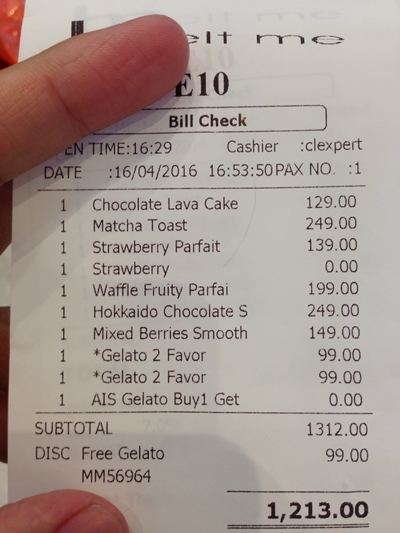 elt me
E10
Bill Check
EN TIME:16:29 Cashier :clexpert
DATE :16/04/2016 16:53:50 PAX NO. :1
1 Chocolate Lava Cake 129.00
1 Matcha Toast 249.00
1 Strawberry Parfait 139.00
1 Strawberry 0.00
1 Waffle Fruity Parfai 199.00
1 Hokkaido Chocolate S 249.00
1 Mixed Berries Smooth 149.00
1 *Gelato 2 Favor 99.00
1 *Gelato 2 Favor 99.00
1 AIS Gelato Buy1 Get 0.00
SUBTOTAL 1312.00
DISC Free Gelato 99.00
MM56964
1,213.00